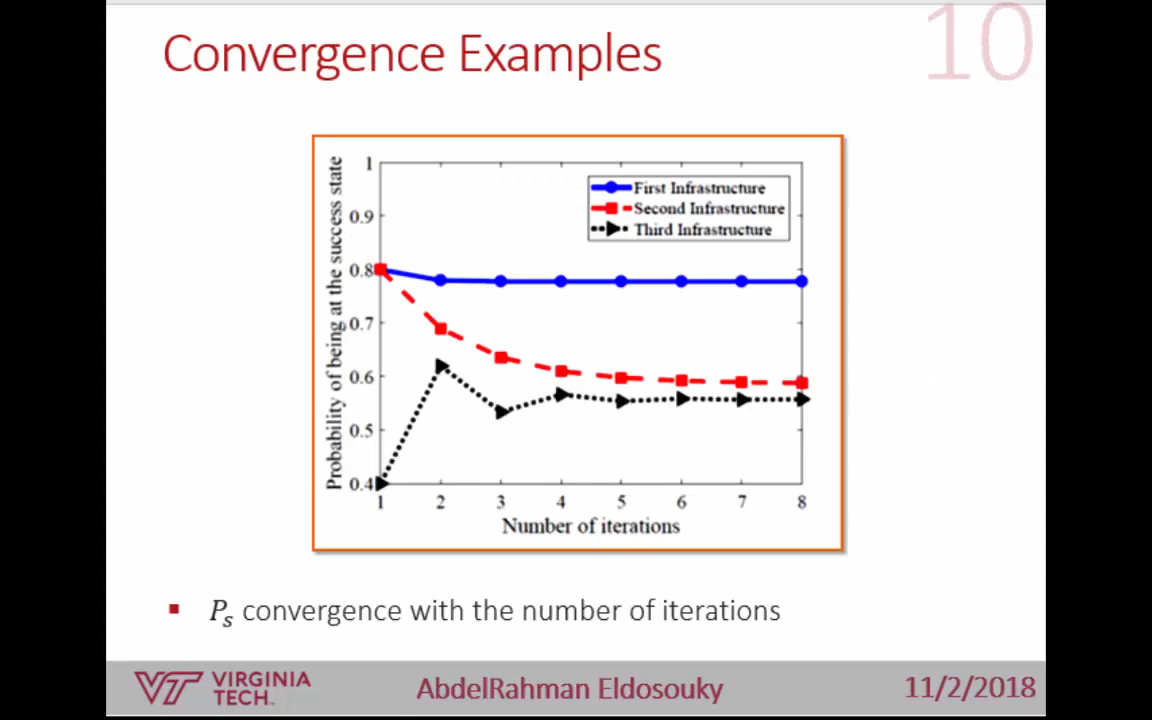 Convergence Examples
10
Probability of being at the success state
1
0.9
0.8
0.7
0.6
0.5
0.4
First Infrastructure
Second Infrastructure
Third Infrastructure
1 2 3 4 5 6 7 8
Number of iterations
▪ Ps convergence with the number of iterations
VT VIRGINIA
TECH
AbdelRahman Eldosouky
11/2/2018